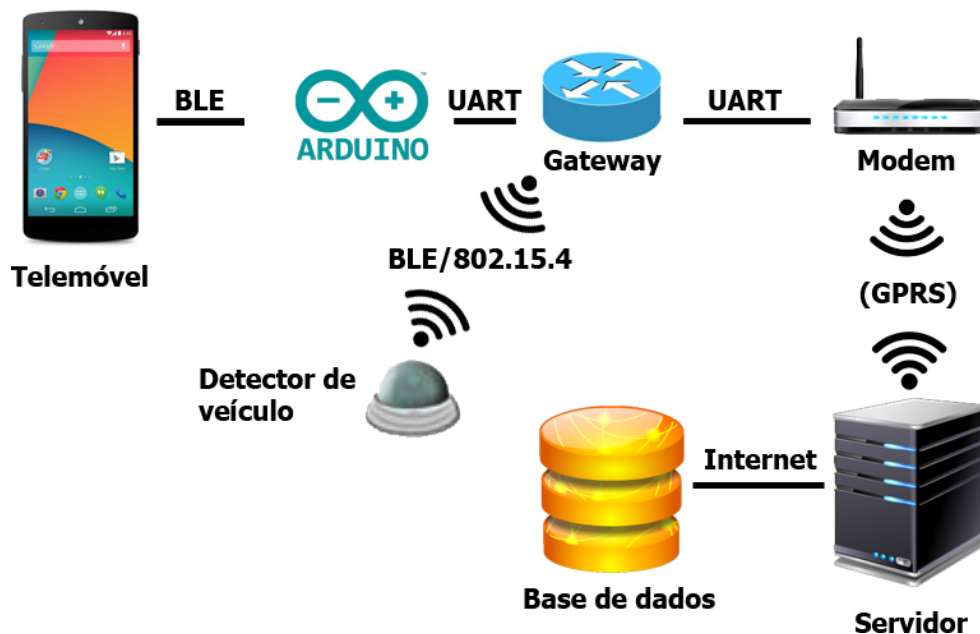 BLE
UART
UART
ARDUINO
Gateway
Modem
BLE/802.15.4
Telemóvel
(GPRS)
Detector de
veículo
Internet
Base de dados
Servidor